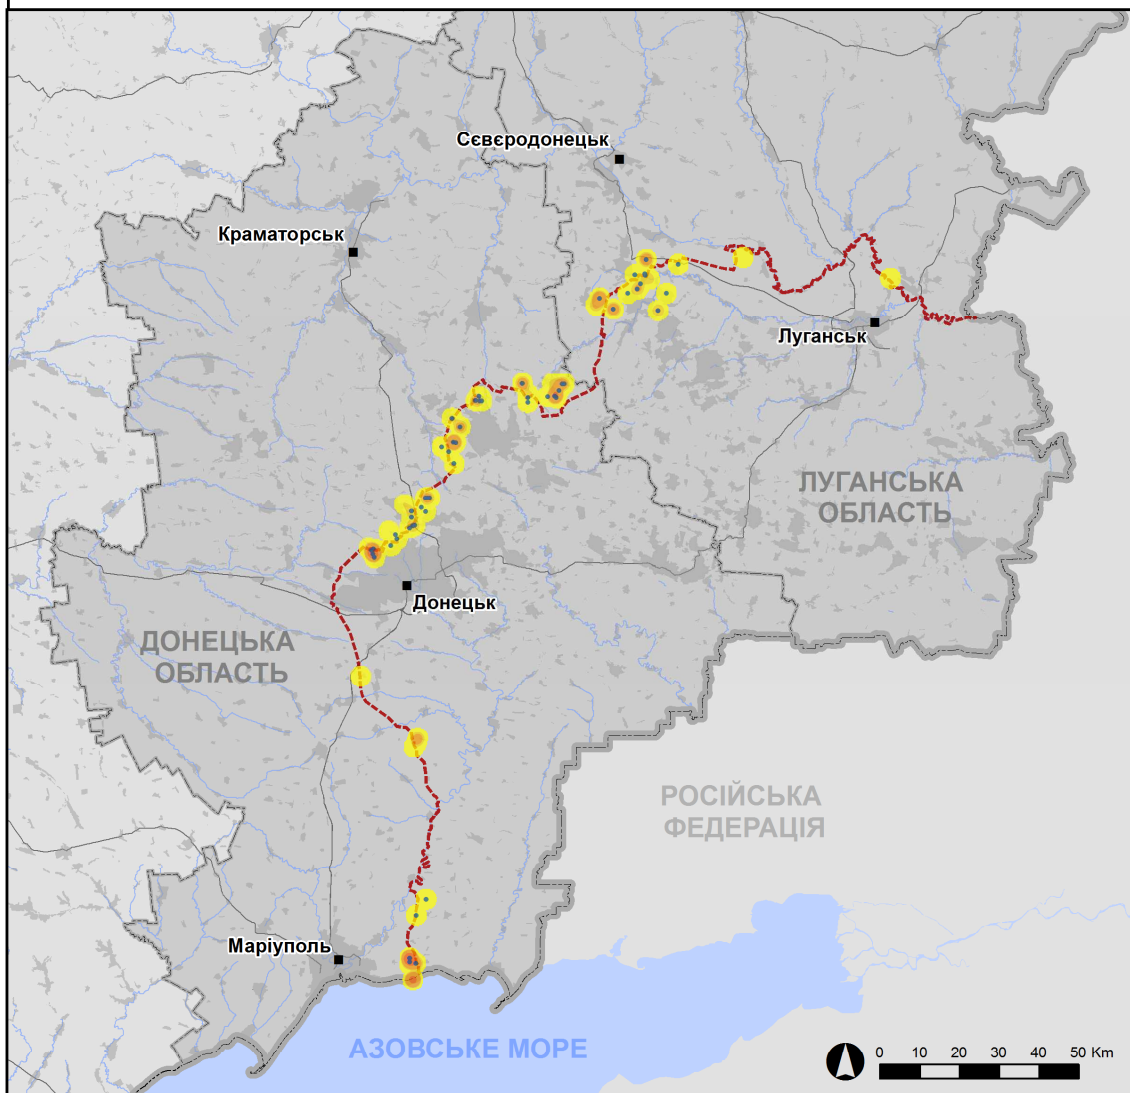 Сєвєродонецьк
Краматорськ
Луганськ
ЛУГАНСЬКА
ОБЛАСТЬ
Донецьк
ДОНЕЦЬКА
ОБЛАСТЬ
РОСІЙСЬКА
ФЕДЕРАЦІЯ
Маріуполь
АЗОВСЬКЕ МОРЕ
0 10 20 30 40 50 Km